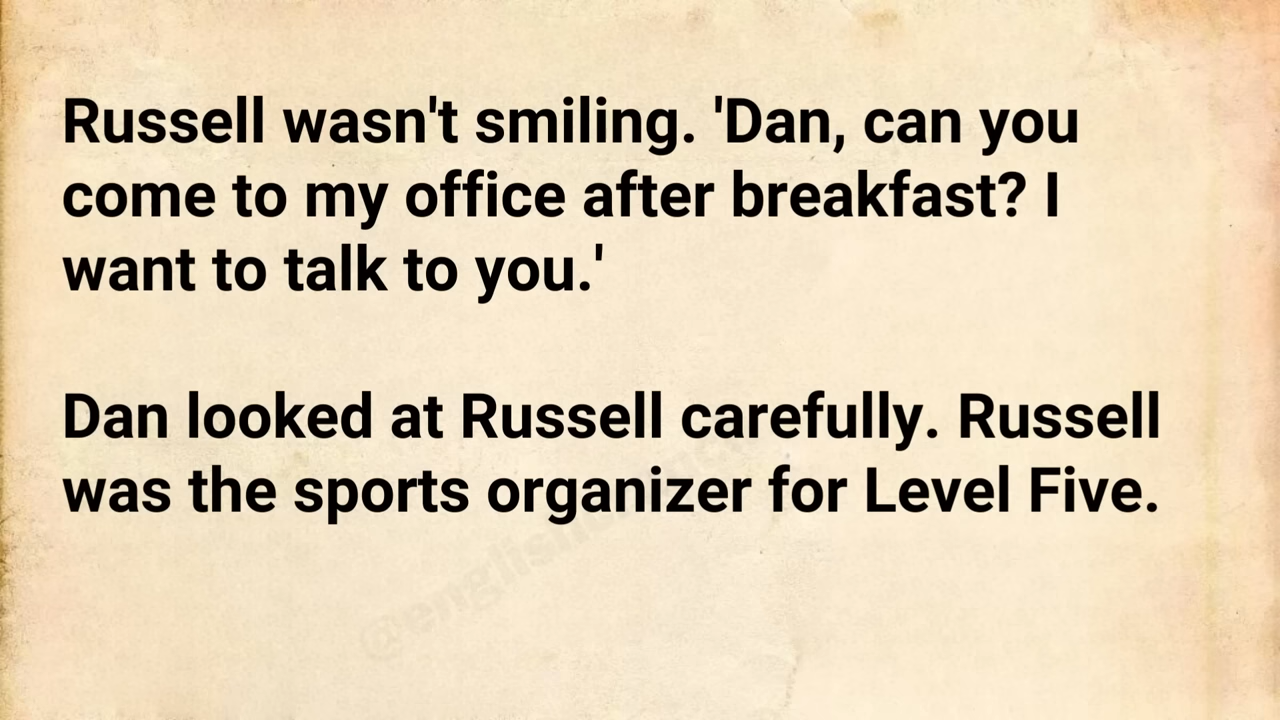 Russell wasn't smiling. 'Dan, can you
come to my office after breakfast? I
want to talk to you.'
Dan looked at Russell carefully. Russell
was the sports organizer for Level Five.